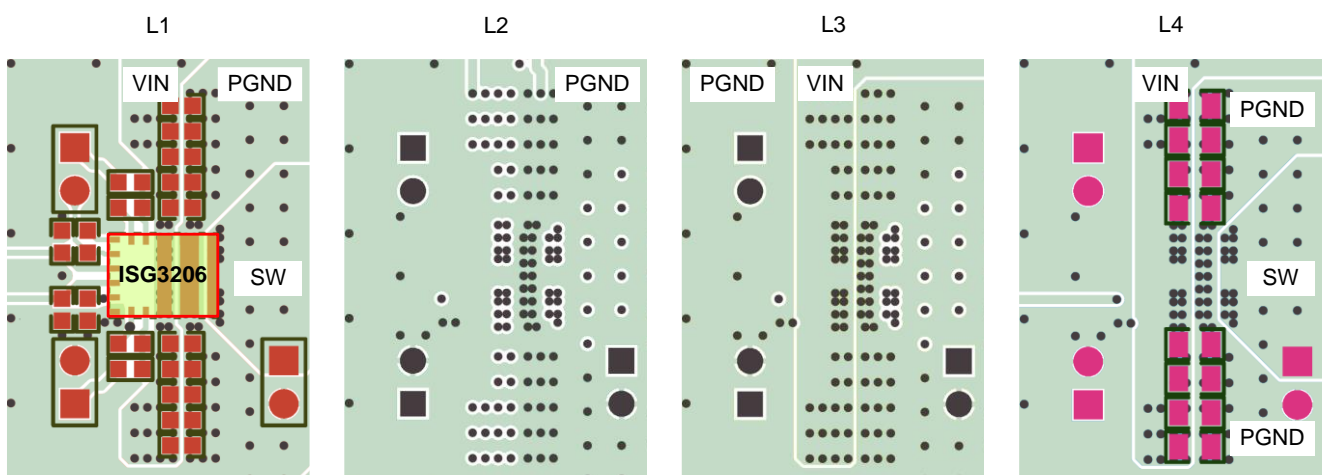 L1
L2
L3
L4
VIN
PGND
PGND
PGND
VIN
VIN
PGND
ISG3206
SW
SW
PGND